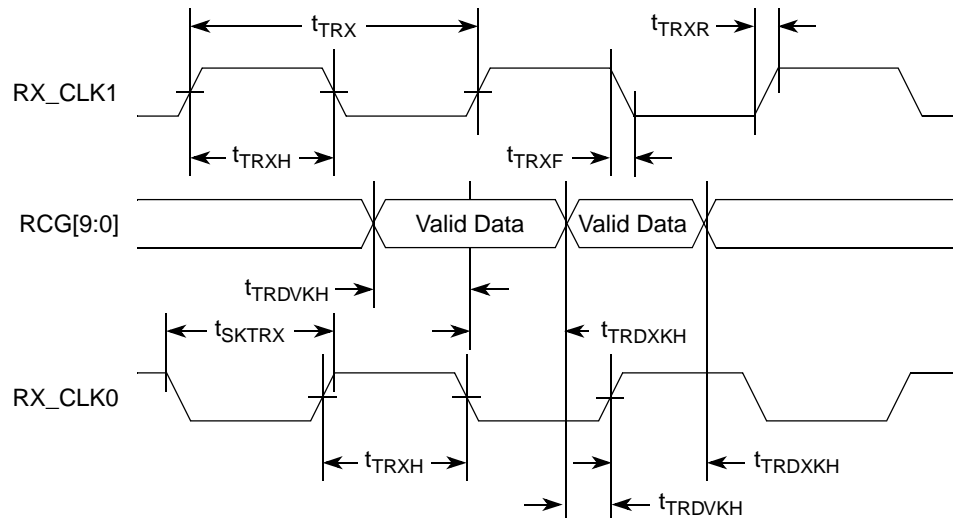 tTRX
tTRXR
RX_CLK1
tTRXH
tTRXF
RCG[9:0]
Valid Data
Valid Data
tTRDVKH
tSKTRX
tTRDXKH
RX_CLK0
tTRXH
tTRDXKH
tTRDVKH